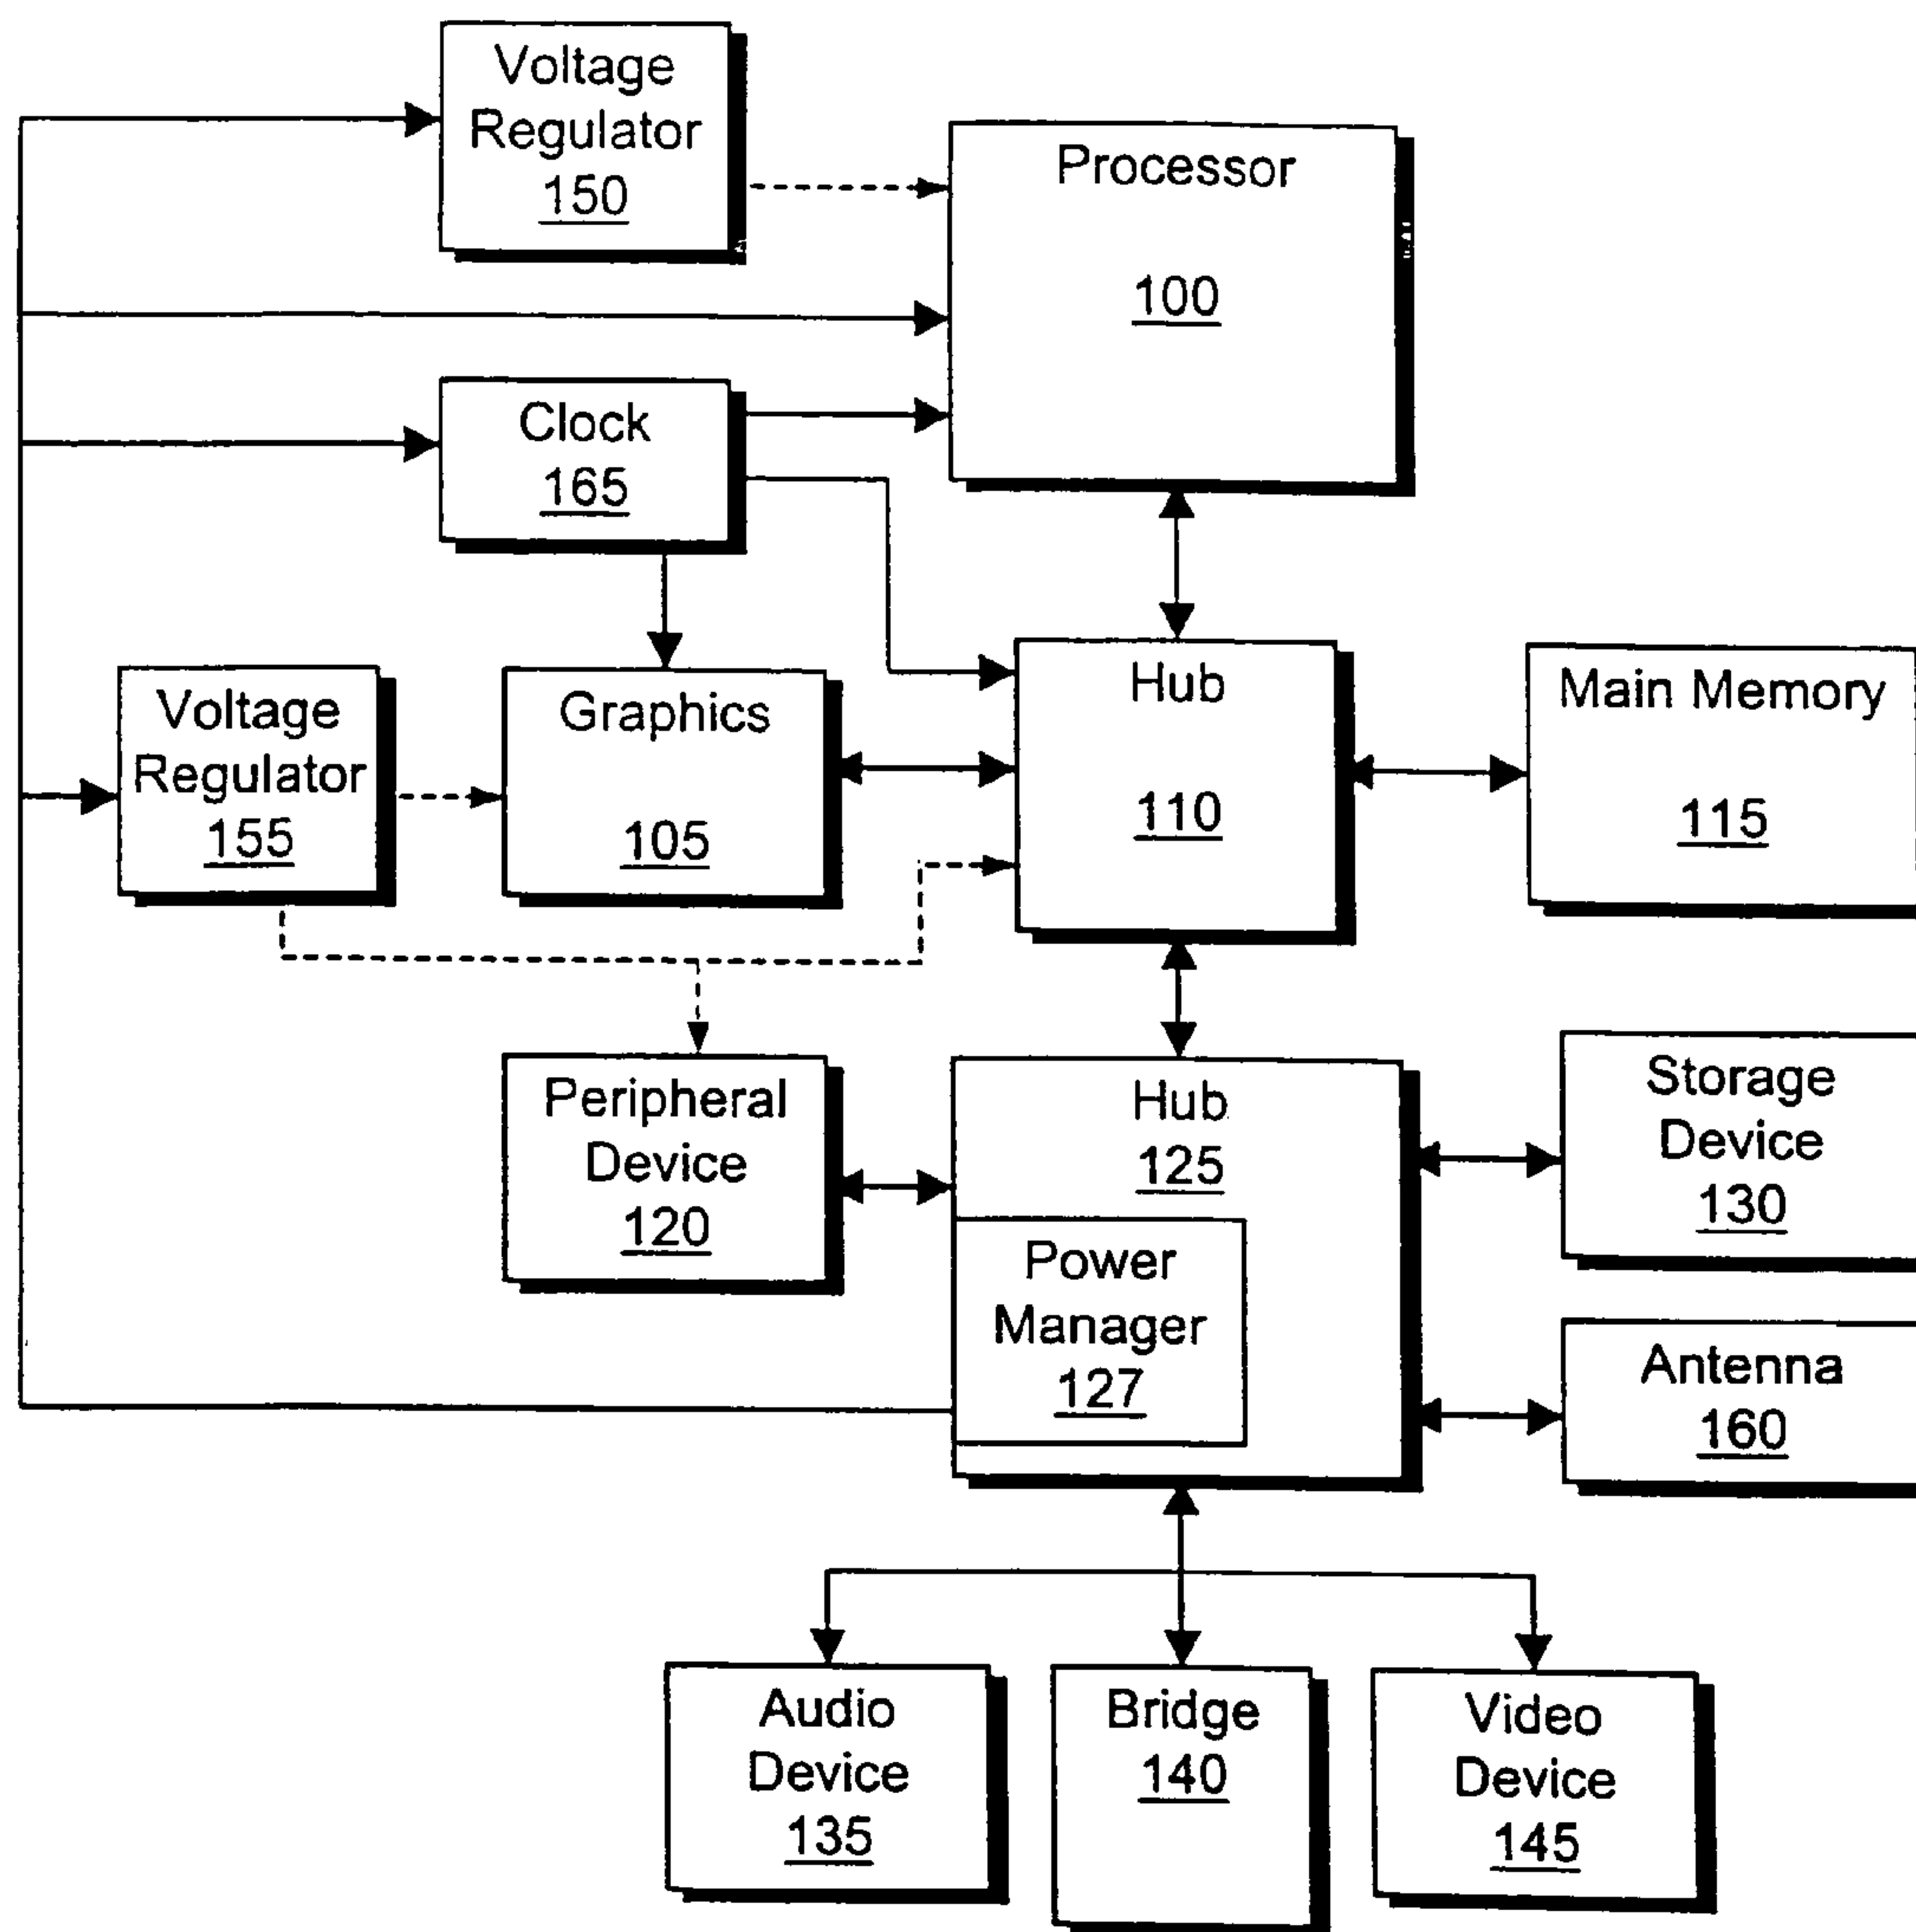 Voltage
Regulator
150
Processor
100
Clock
165
Voltage
Regulator
155
Graphics
105
Hub
110
Main Memory
115
Peripheral
Device
120
Hub
125
Power
Manager
127
Storage
Device
130
Antenna
160
Audio
Device
135
Bridge
140
Video
Device
145